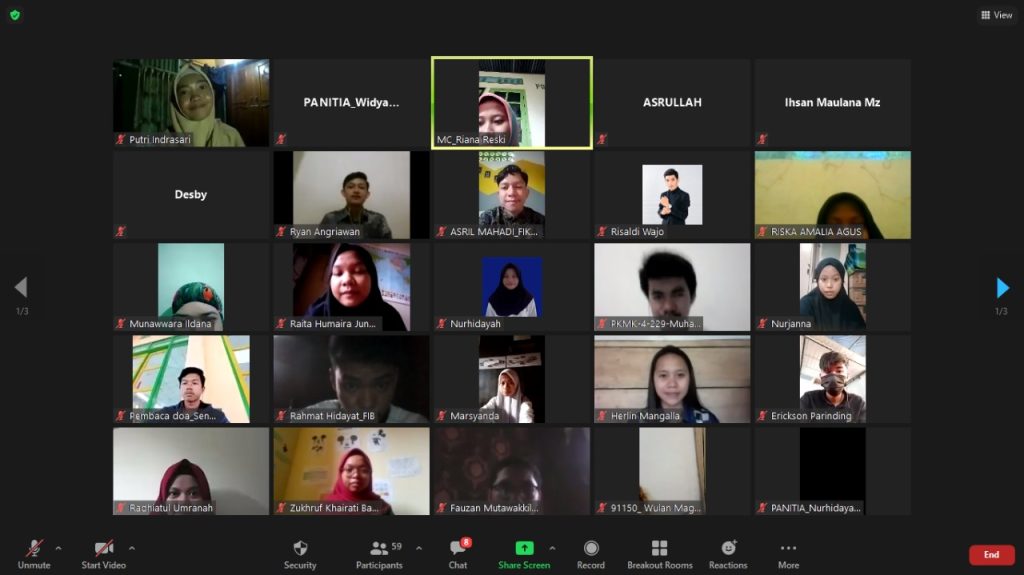 View
Putri Indrasari
PANITIA_Widya...
MC_Riana Reski
ASRULLAH
Ihsan Maulana Mz
Desby
Ryan Angriawan
ASRIL MAHADI_FIK...
Risaldi Wajo
RISKA AMALIA AGUS
1/3
1/3
Munawwara Ildana
Raita Humaira Jun...
Nurhidayah
PKMK-4-229-Muha...
Nurjanna
Pembaca doa_Sen...
Rahmat Hidayat_FIB
Marsyanda
Herlin Mangalla
Erickson Parinding
Raghiatul Umranah
Zukhruf Khairati Ba...
Fauzan Mutawakkil...
91150_ Wulan Mag...
PANITIA_Nurhidaya...
Unmute
Start Video
Security
59
Participants
8
Chat
Share Screen
Record
Breakout Rooms
Reactions
More
End